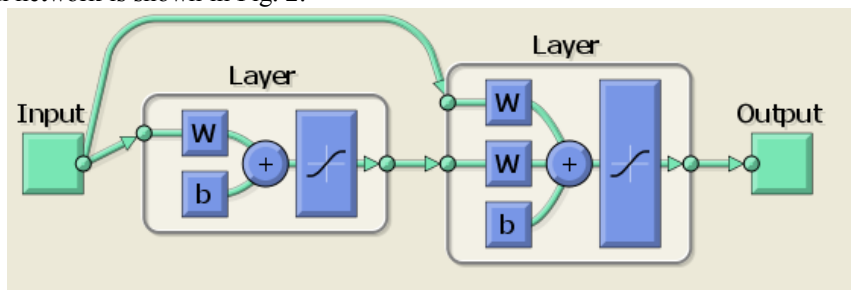 network is shown in Fig. 2.
Layer
Layer
Input
Output
W
W
W
+
+
b
b